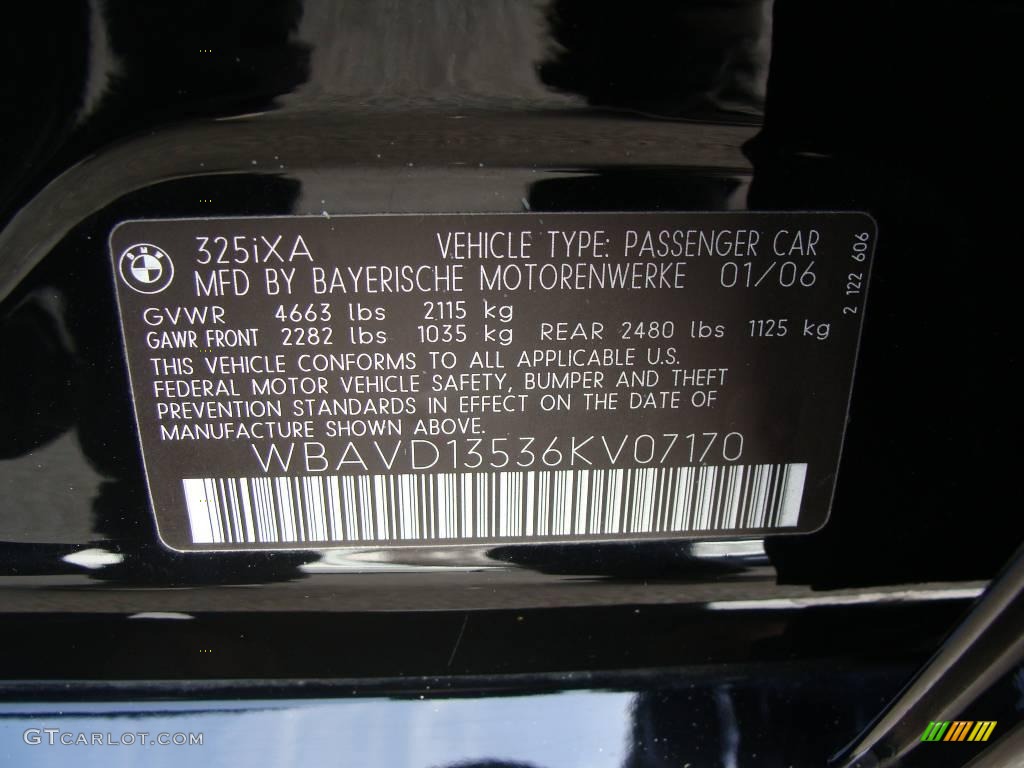 325iXA VEHICLE TYPE: PASSENGER CAR
MFD BY BAYERISCHE MOTORENWERKE 01/06
GVWR 4663 lbs 2115 kg
GAWR FRONT 2282 lbs 1035 kg REAR 2480 lbs 1125 kg
THIS VEHICLE CONFORMS TO ALL APPLICABLE U.S.
FEDERAL MOTOR VEHICLE SAFETY, BUMPER AND THEFT
PREVENTION STANDARDS IN EFFECT ON THE DATE OF
MANUFACTURE SHOWN ABOVE.
WBAVD13536KV07170
2 122 606
BMW
GTCARLOT.COM